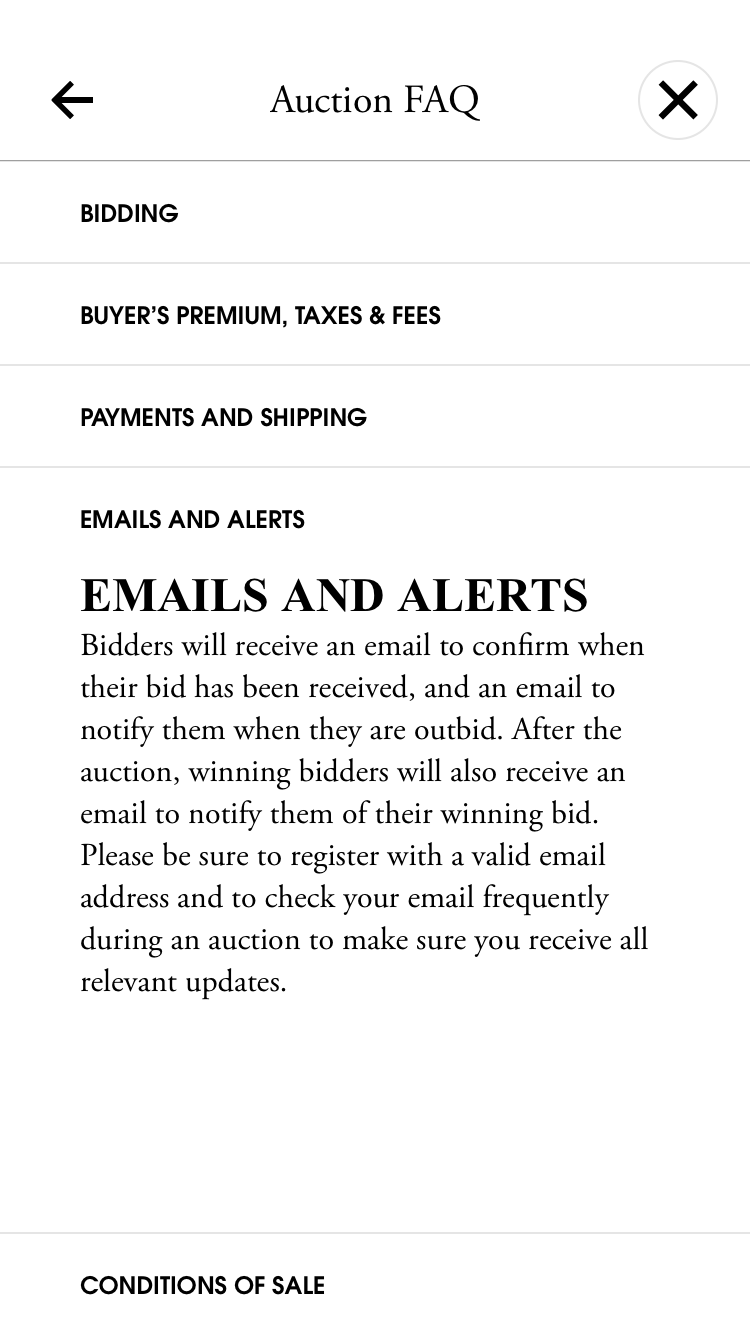 Auction FAQ
BIDDING
BUYER’S PREMIUM, TAXES & FEES
PAYMENTS AND SHIPPING
EMAILS AND ALERTS
EMAILS AND ALERTS
Bidders will receive an email to confirm when
their bid has been received, and an email to
notify them when they are outbid. After the
auction, winning bidders will also receive an
email to notify them of their winning bid.
Please be sure to register with a valid email
address and to check your email frequently
during an auction to make sure you receive all
relevant updates.
CONDITIONS OF SALE